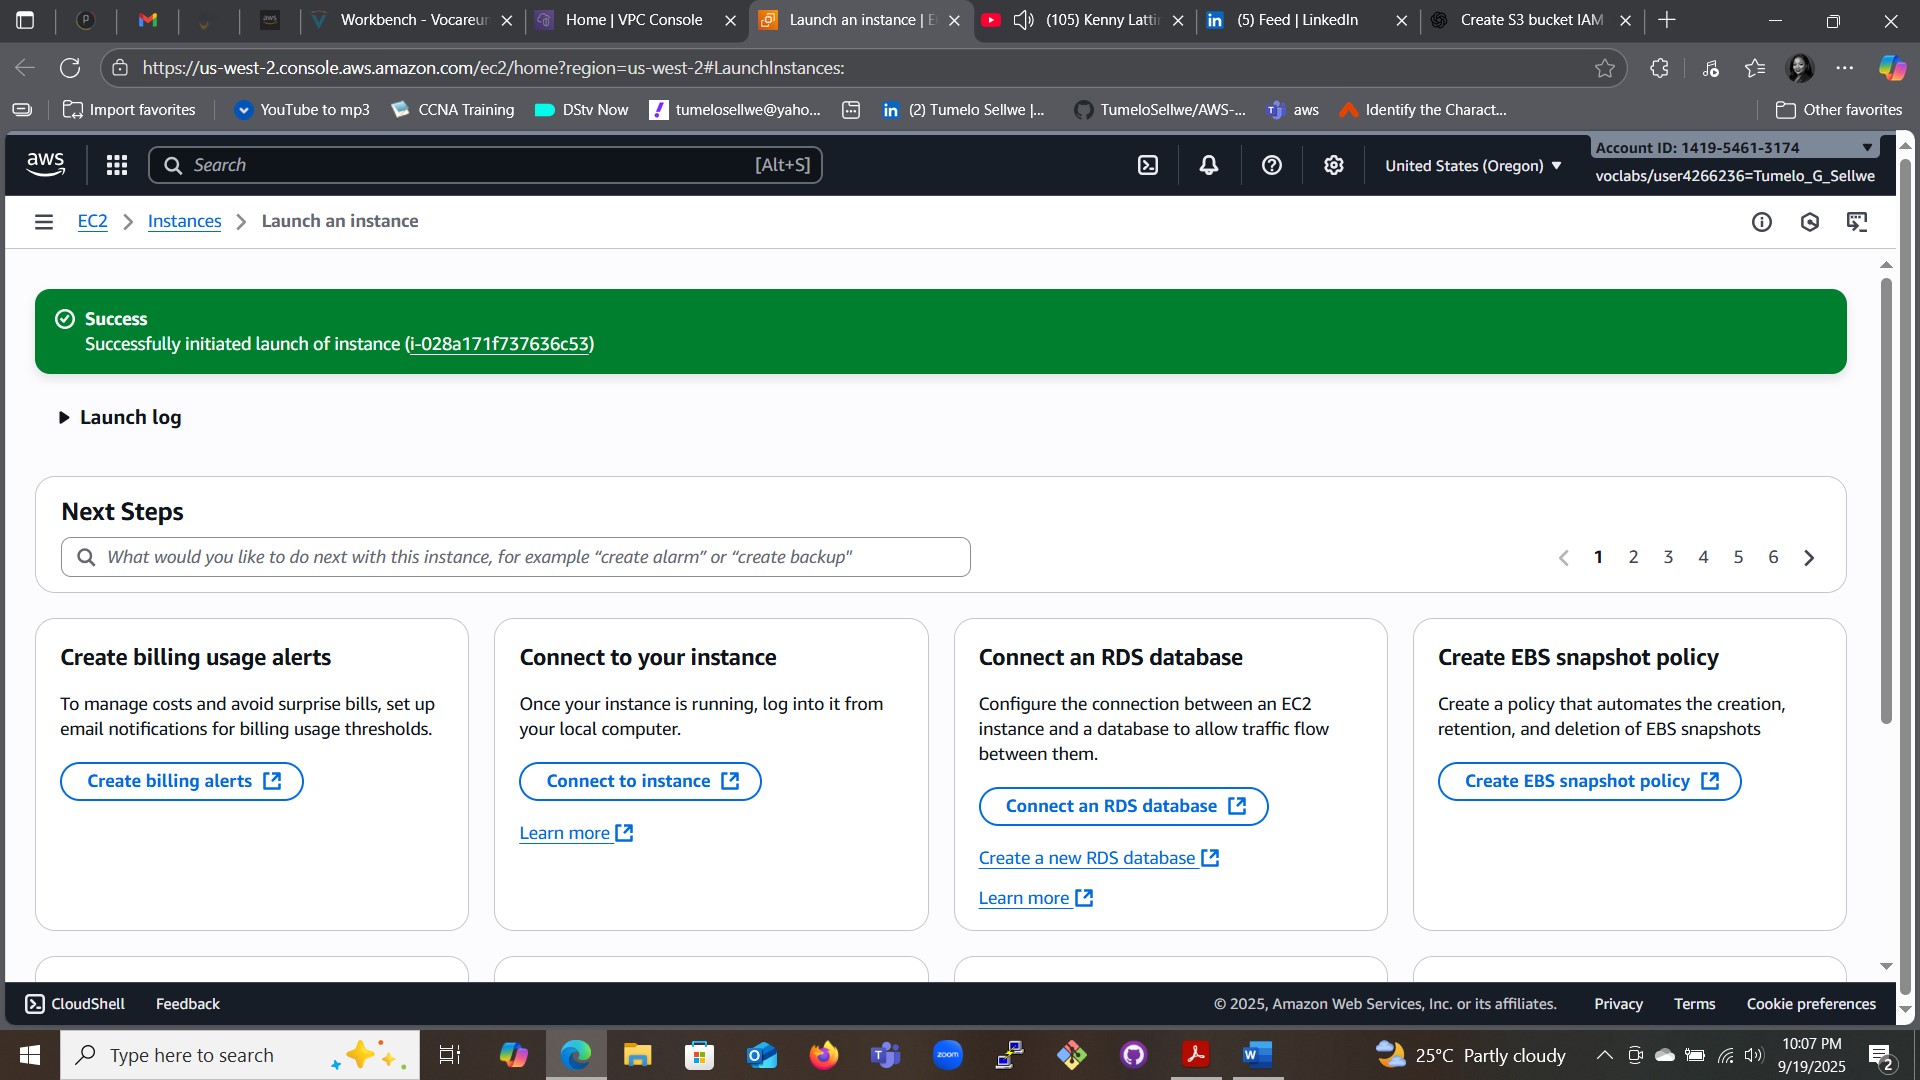 Workbench - Vocareum
Home | VPC Console
Launch an instance | E
(105) Kenny Lattin
(5) Feed | LinkedIn
Create S3 bucket IAM
https://us-west-2.console.aws.amazon.com/ec2/home?region=us-west-2#LaunchInstances:
Import favorites
YouTube to mp3
CCNA Training
DStv Now
tumelosellwe@yaho...
(2) Tumelo Sellwe |...
TumeloSellwe/AWS-...
aws
Identify the Charact...
Other favorites
aws
Search
[Alt+S]
United States (Oregon)
Account ID: 1419-5461-3174
voclabs/user4266236=Tumelo_G_Sellwe
EC2
Instances
Launch an instance
Success
Successfully initiated launch of instance (i-028a171f737636c53)
Launch log
Next Steps
What would you like to do next with this instance, for example “create alarm” or “create backup"
1 2 3 4 5 6
Create billing usage alerts
To manage costs and avoid surprise bills, set up
email notifications for billing usage thresholds.
Create billing alerts
Connect to your instance
Once your instance is running, log into it from
your local computer.
Connect to instance
Learn more
Connect an RDS database
Configure the connection between an EC2
instance and a database to allow traffic flow
between them.
Connect an RDS database
Create a new RDS database
Learn more
Create EBS snapshot policy
Create a policy that automates the creation,
retention, and deletion of EBS snapshots
Create EBS snapshot policy
CloudShell
Feedback
© 2025, Amazon Web Services, Inc. or its affiliates.
Privacy
Terms
Cookie preferences
Type here to search
zoom
25°C Partly cloudy
10:07 PM
9/19/2025
2